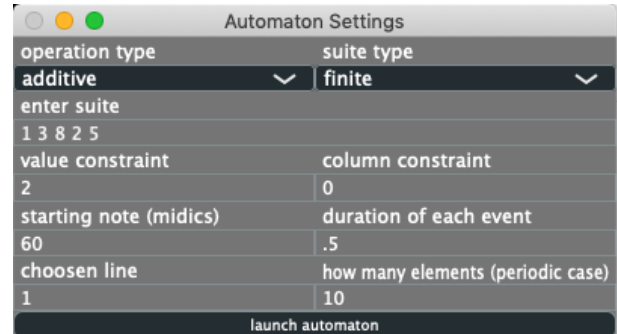 Automaton Settings
operation type suite type
additive finite
enter suite
1 3 8 2 5
value constraint column constraint
2 0
starting note (midics) duration of each event
60 .5
choosen line how many elements (periodic case)
1 10
launch automaton